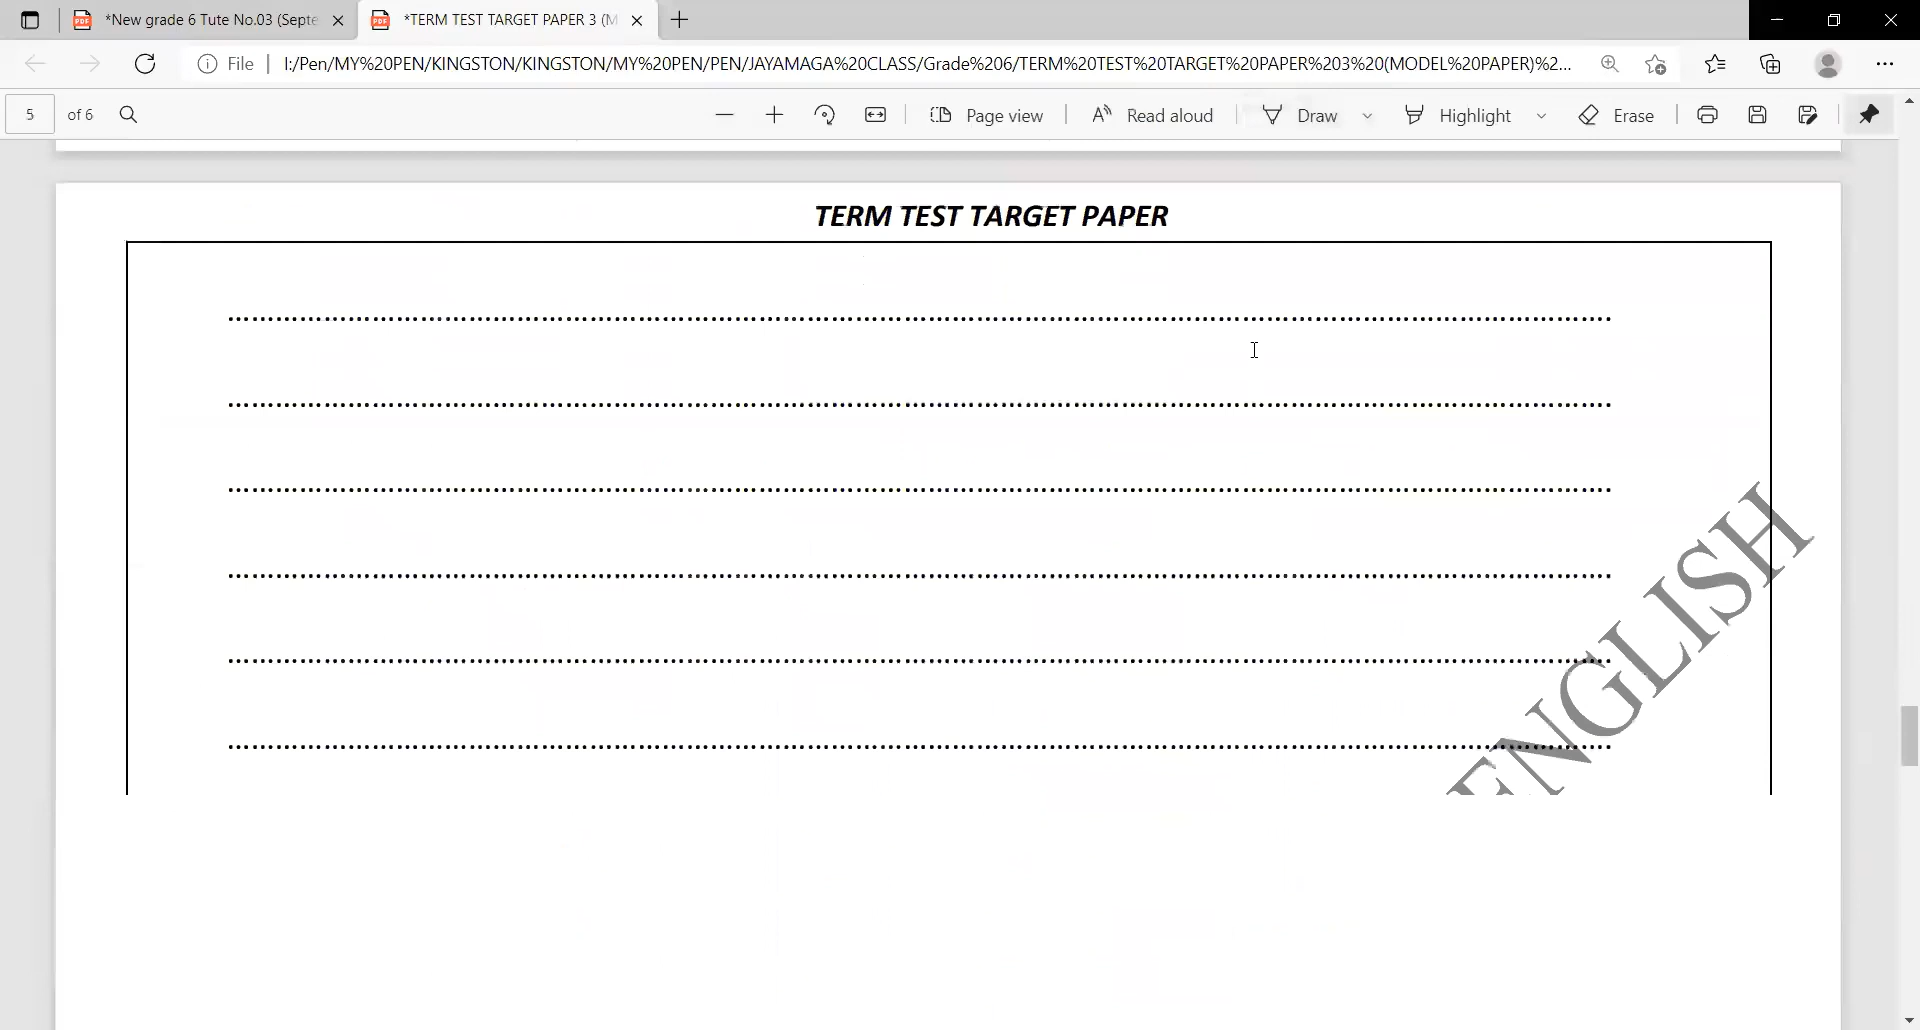 *New grade 6 Tute No.03 (Septe
*TERM TEST TARGET PAPER 3 (M
File
I:/Pen/MY%20PEN/KINGSTON/KINGSTON/MY%20PEN/PEN/JAYAMAGA%20CLASS/Grade%206/TERM%20TEST%20TARGET%20PAPER%203%20(MODEL%20PAPER)%2...
5 of 6
Page view
Read aloud
Draw
Highlight
Erase
TERM TEST TARGET PAPER
................................................................................
................................................................................
................................................................................
................................................................................
................................................................................
................................................................................
ENGLISH